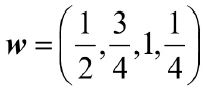 w = (1/2, 3/4, 1, 1/4)